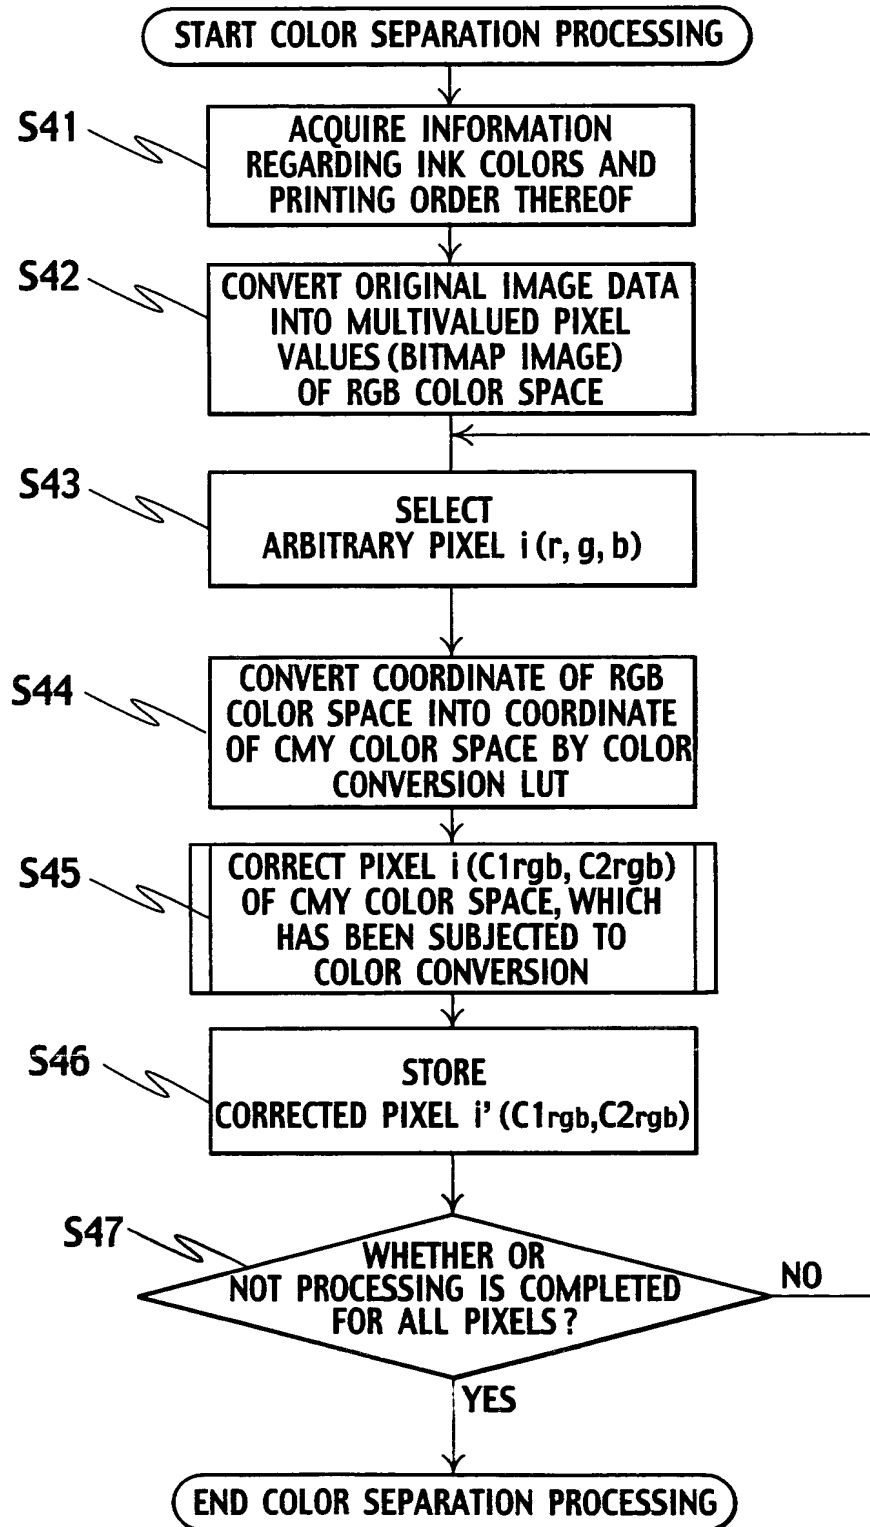 START COLOR SEPARATION PROCESSING
S41
ACQUIRE INFORMATION
REGARDING INK COLORS AND
PRINTING ORDER THEREOF
S42
CONVERT ORIGINAL IMAGE DATA
INTO MULTIVALUED PIXEL
VALUES (BITMAP IMAGE)
OF RGB COLOR SPACE
S43
SELECT
ARBITRARY PIXEL i (r, g, b)
S44
CONVERT COORDINATE OF RGB
COLOR SPACE INTO COORDINATE
OF CMY COLOR SPACE BY COLOR
CONVERSION LUT
S45
CORRECT PIXEL i (C1rgb, C2rgb)
OF CMY COLOR SPACE, WHICH
HAS BEEN SUBJECTED TO
COLOR CONVERSION
S46
STORE
CORRECTED PIXEL i' (C1rgb,C2rgb)
S47
WHETHER OR
NOT PROCESSING IS COMPLETED
FOR ALL PIXELS ?
NO
YES
END COLOR SEPARATION PROCESSING